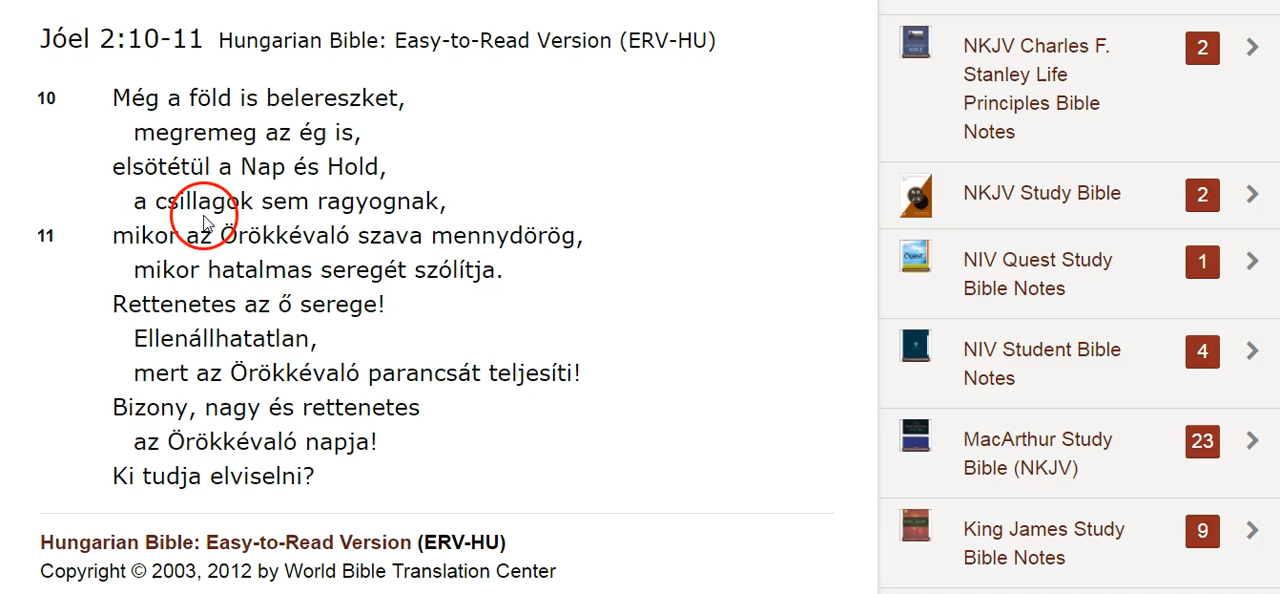 Jóel 2:10-11 Hungarian Bible: Easy-to-Read Version (ERV-HU)
10 Még a föld is belereszket,
megremeg az ég is,
elsötétül a Nap és Hold,
a csillagok sem ragyognak,
11 mikor az Örökkévaló szava mennydörög,
mikor hatalmas seregét szólítja.
Rettenetes az ő serege!
Ellenállhatatlan,
mert az Örökkévaló parancsát teljesíti!
Bizony, nagy és rettenetes
az Örökkévaló napja!
Ki tudja elviselni?
Hungarian Bible: Easy-to-Read Version (ERV-HU)
Copyright © 2003, 2012 by World Bible Translation Center
NKJV Charles F. 2
Stanley Life
Principles Bible
Notes
NKJV Study Bible 2
NIV Quest Study 1
Bible Notes
NIV Student Bible 4
Notes
MacArthur Study 23
Bible (NKJV)
King James Study 9
Bible Notes